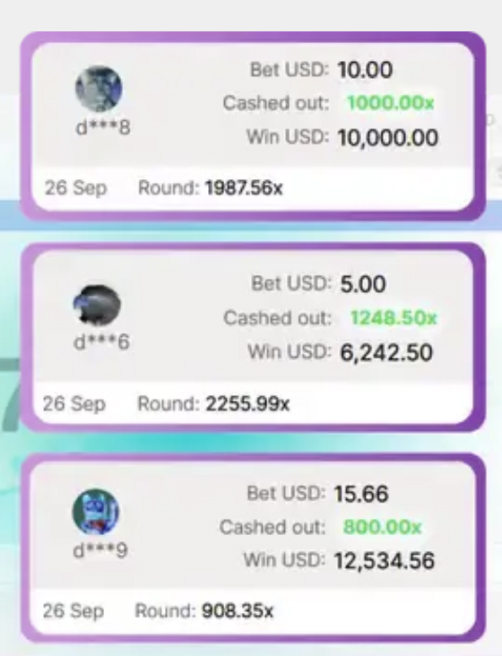 Bet USD: 10.00
Cashed out: 1000.00x
d***8
Win USD: 10,000.00
26 Sep Round: 1987.56x
Bet USD: 5.00
Cashed out: 1248.50x
d***6
Win USD: 6,242.50
26 Sep Round: 2255.99x
Bet USD: 15.66
Cashed out: 800.00x
d***9
Win USD: 12,534.56
26 Sep Round: 908.35x
7